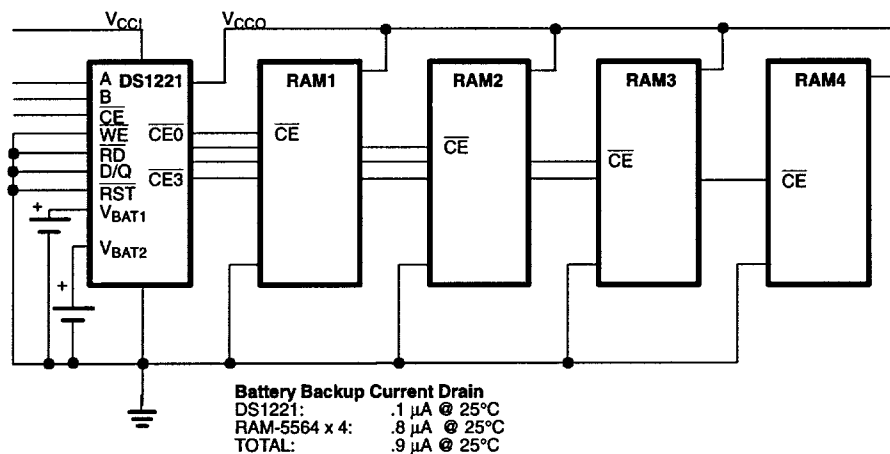 VCCI
VCCO
A
DS1221
B
CE
WE
CE0
RD
D/Q
CE3
RST
+
VBAT1
VBAT2
+
RAM1
CE
RAM2
CE
RAM3
CE
RAM4
CE
Battery Backup Current Drain
DS1221: .1 µA @ 25°C
RAM-5564 x 4: .8 µA @ 25°C
TOTAL: .9 µA @ 25°C